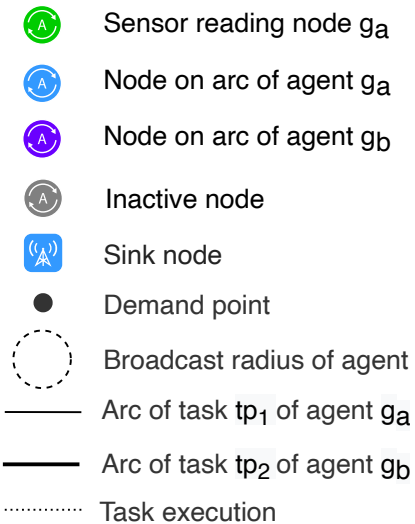 A Sensor reading node ga
A Node on arc of agent ga
A Node on arc of agent gb
A Inactive node
Sink node
Demand point
Broadcast radius of agent
Arc of task tp1 of agent ga
Arc of task tp2 of agent gb
Task execution